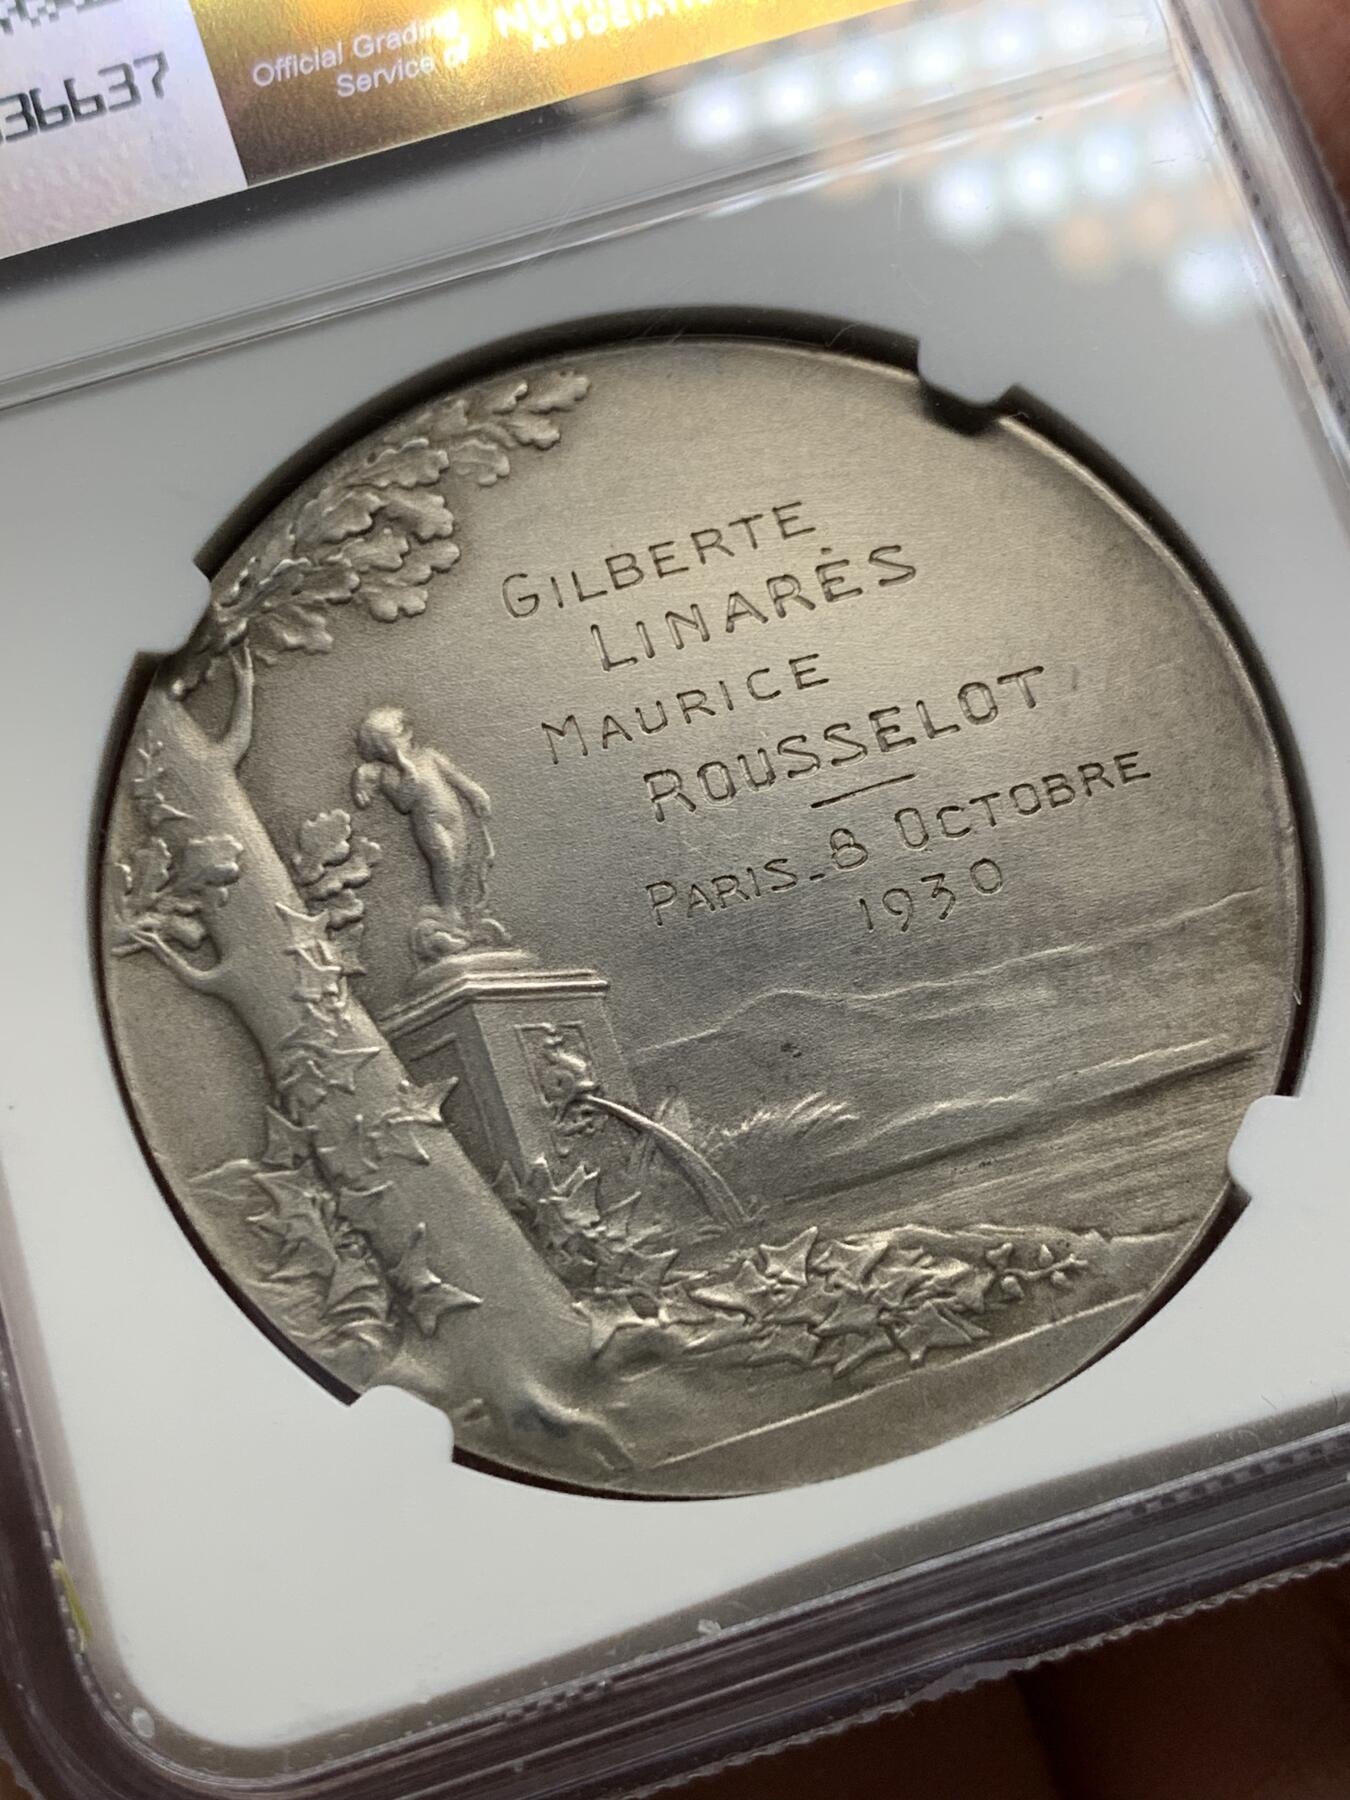 36637
Official Grading
Service of
GILBERTE
LINARÈS
MAURICE
ROUSSELOT
PARIS_8 OCTOBRE
1930